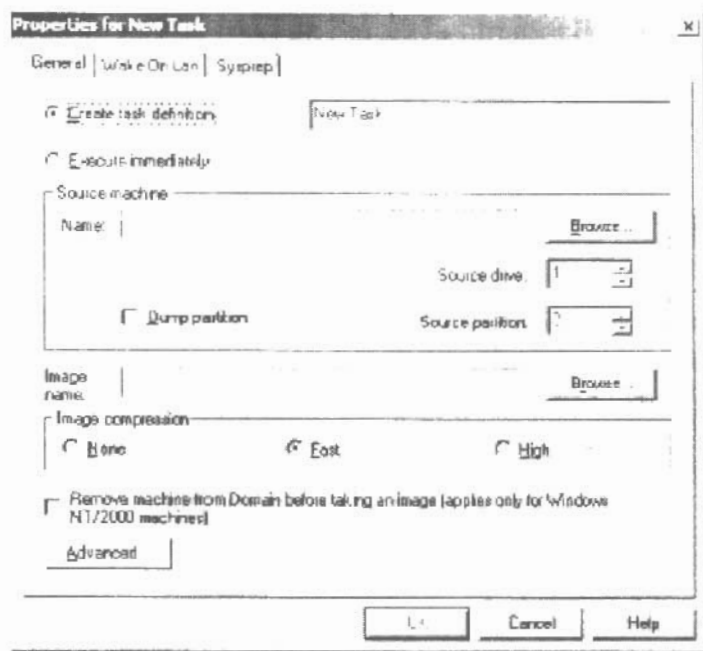 Properties for New Task
General Wake On Lan Sysprep
Create task definition: New Task
Execute immediately
Source machine
Name: Browse...
Source drive: 1
Dump partition Source partition:
Image name: Browse...
Image compression
None Fast High
Remove machine from Domain before taking an image (applies only for Windows
NT/2000 machines)
Advanced
Cancel Help